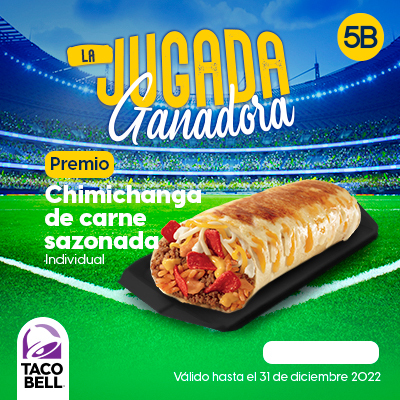 LA
JUGADA
Ganadora
5B
Premio
Chimichanga
de carne
sazonada
Individual
TACO
BELL®
Válido hasta el 31 de diciembre 2022